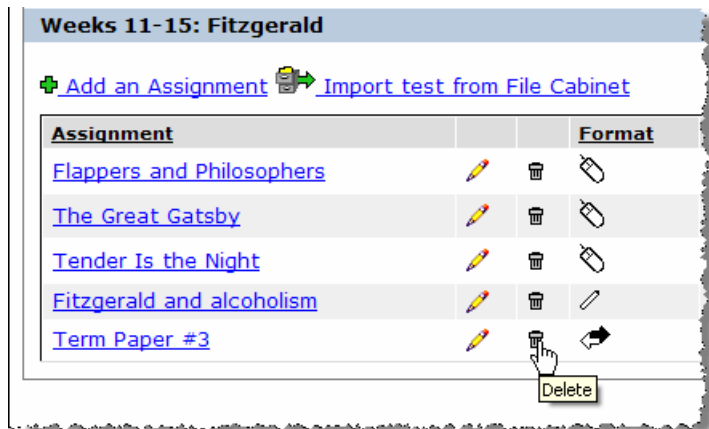 Weeks 11-15: Fitzgerald
Add an Assignment Import test from File Cabinet
Assignment Format
Flappers and Philosophers
The Great Gatsby
Tender Is the Night
Fitzgerald and alcoholism
Term Paper #3
Delete